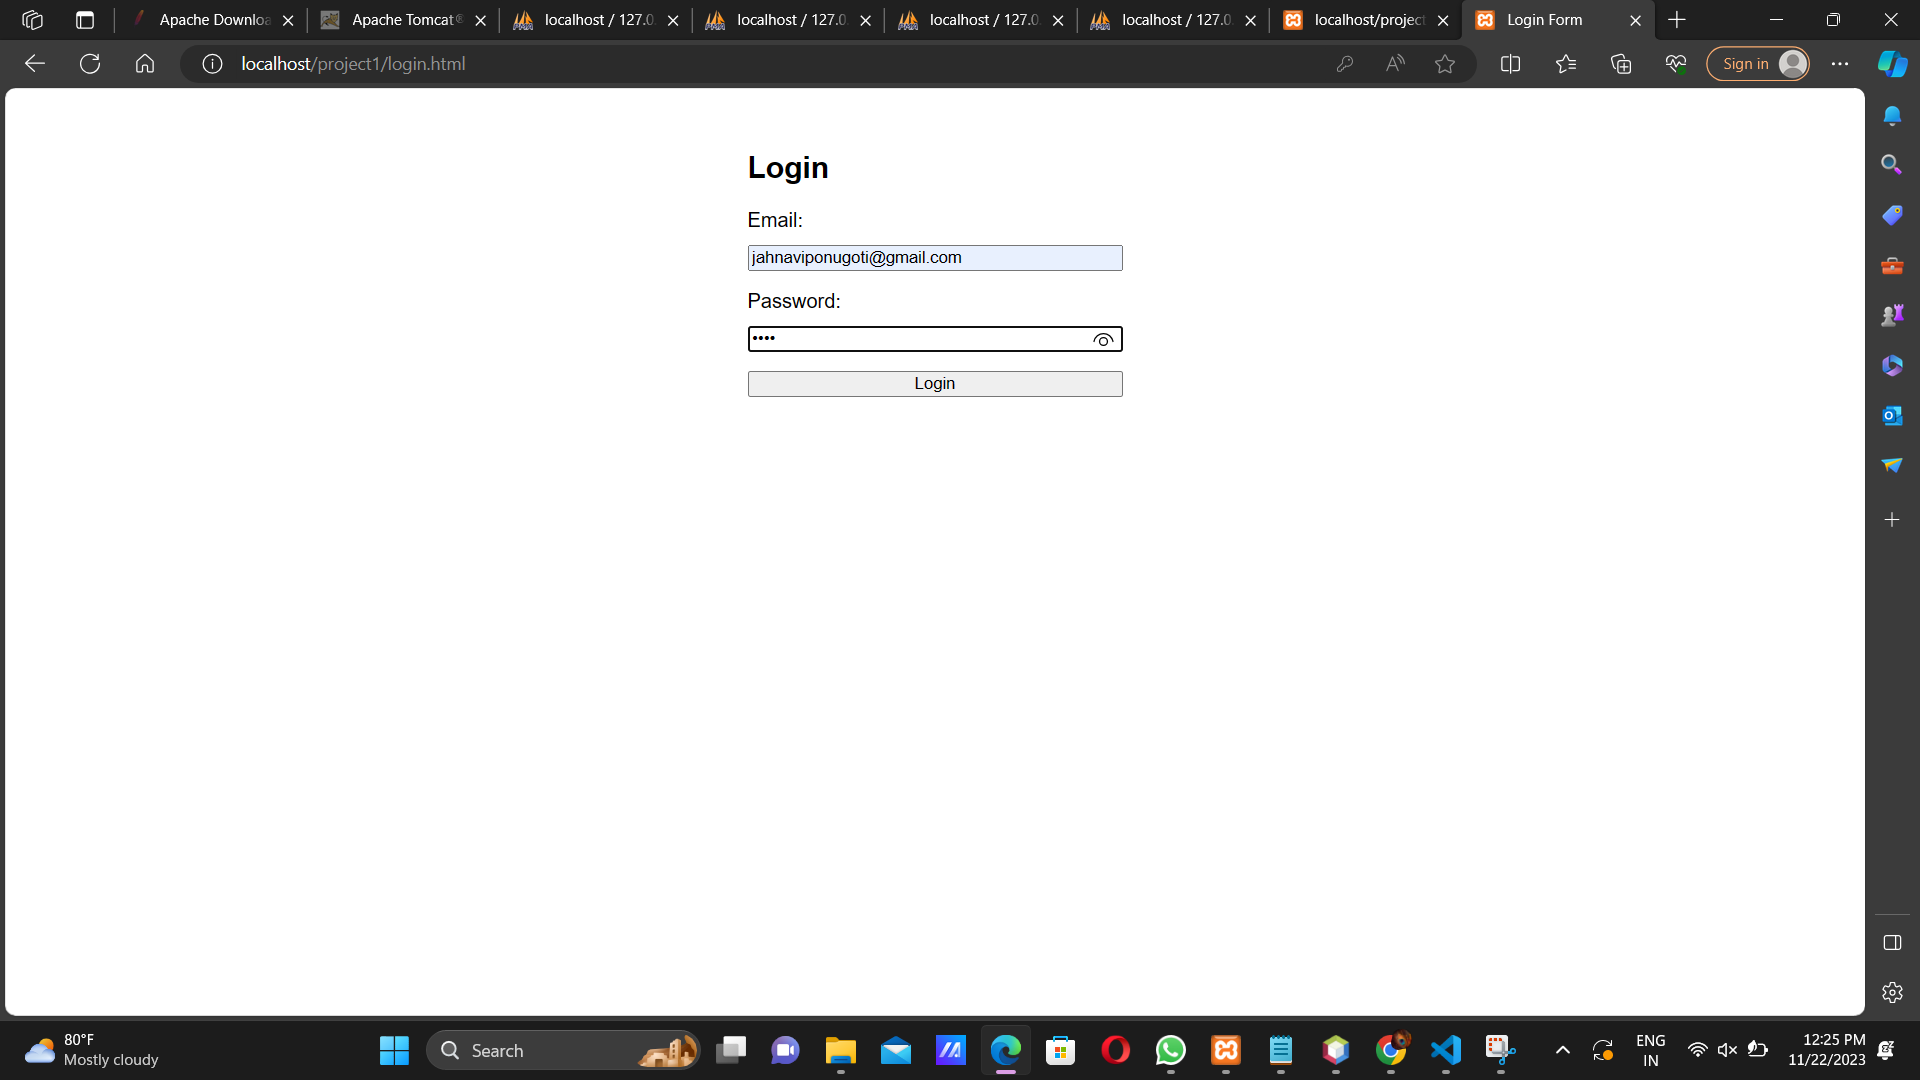 Apache Downloa
Apache Tomcat®
localhost / 127.0.
localhost / 127.0
localhost / 127.0.
localhost / 127.0.
localhost/project
Login Form
localhost/project1/login.html
Sign in
Login
Email:
jahnaviponugoti@gmail.com
Password:
••••
Login
80°F
Mostly cloudy
Search
ENG
IN
12:25 PM
11/22/2023